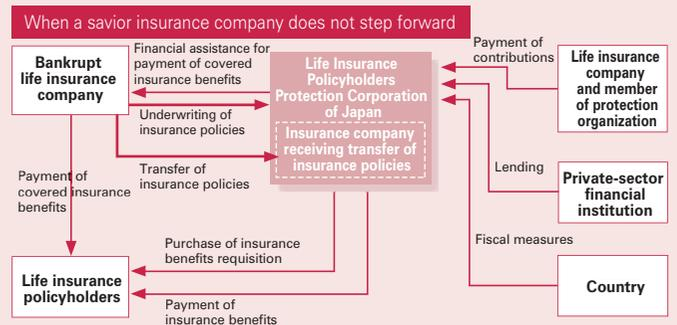 When a savior insurance company does not step forward
Bankrupt
life insurance
company
Financial assistance for
payment of covered
insurance benefits
Underwriting of
insurance policies
Transfer of
insurance policies
Payment of
covered insurance
benefits
Life Insurance
Policyholders
Protection Corporation
of Japan
Insurance company
receiving transfer of
insurance policies
Payment of
contributions
Life insurance
company
and member
of protection
organization
Lending
Private-sector
financial
institution
Fiscal measures
Country
Purchase of insurance
benefits requisition
Life insurance
policyholders
Payment of
insurance benefits